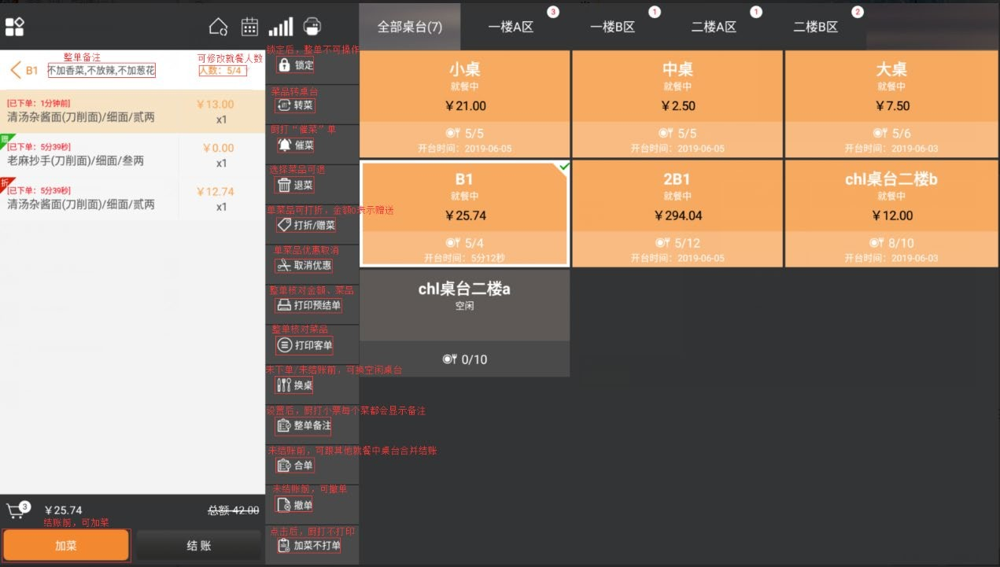 整单备注
可修改就餐人数
B1
不加香菜,不放辣,不加葱花
人数: 5/4
[已下单: 1分钟前]
￥13.00
清汤杂酱面(刀削面)/细面/贰两
x1
赠
[已下单: 5分39秒]
￥0.00
老麻抄手(刀削面)/细面/叁两
x1
折
[已下单: 5分39秒]
￥12.74
清汤杂酱面(刀削面)/细面/贰两
x1
3
￥25.74
总额 42.00
结账前，可加菜
加菜
结账
锁定后，整单不可操作
锁定
菜品转桌台
转菜
厨打“催菜”单
催菜
选择菜品可退
退菜
单菜品可打折，金额0表示赠送
打折/赠菜
单菜品优惠取消
取消优惠
整单核对金额、菜品
打印预结单
整单核对菜品
打印客单
未下单/未结账前，可换空闲桌台
换桌
设置后，厨打小票每个菜都会显示备注
整单备注
未结账前，可跟其他就餐中桌台合并结账
合单
未结账前，可撤单
撤单
点击后，厨打不打印
加菜不打单
全部桌台(7)
一楼A区
3
一楼B区
1
二楼A区
1
二楼B区
2
小桌
就餐中
￥21.00
5/5
开台时间：2019-06-05
中桌
就餐中
￥2.50
5/5
开台时间：2019-06-05
大桌
就餐中
￥7.50
5/6
开台时间：2019-06-03
B1
就餐中
￥25.74
5/4
开台时间：5分12秒
2B1
就餐中
￥294.04
5/12
开台时间：2019-06-05
chl桌台二楼b
就餐中
￥12.00
8/10
开台时间：2019-06-03
chl桌台二楼a
空闲
0/10